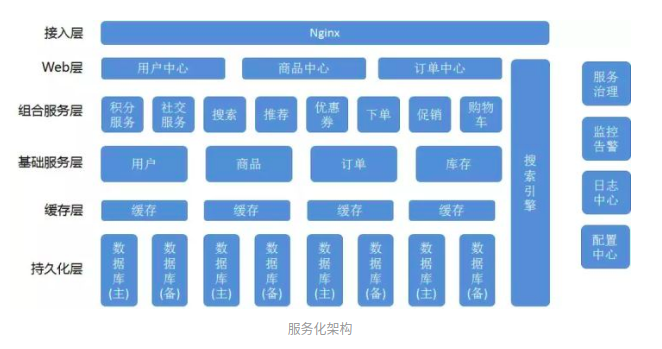 接入层
Nginx
Web层
用户中心
商品中心
订单中心
组合服务层
积分
服务
社交
服务
搜索
推荐
优惠
券
下单
促销
购物
车
基础服务层
用户
商品
订单
库存
缓存层
缓存
缓存
缓存
缓存
持久化层
数
据
库
(主)
数
据
库
(备)
数
据
库
(主)
数
据
库
(备)
数
据
库
(主)
数
据
库
(备)
数
据
库
(主)
数
据
库
(备)
搜
索
引
擎
服务
治理
监控
告警
日志
中心
配置
中心
服务化架构